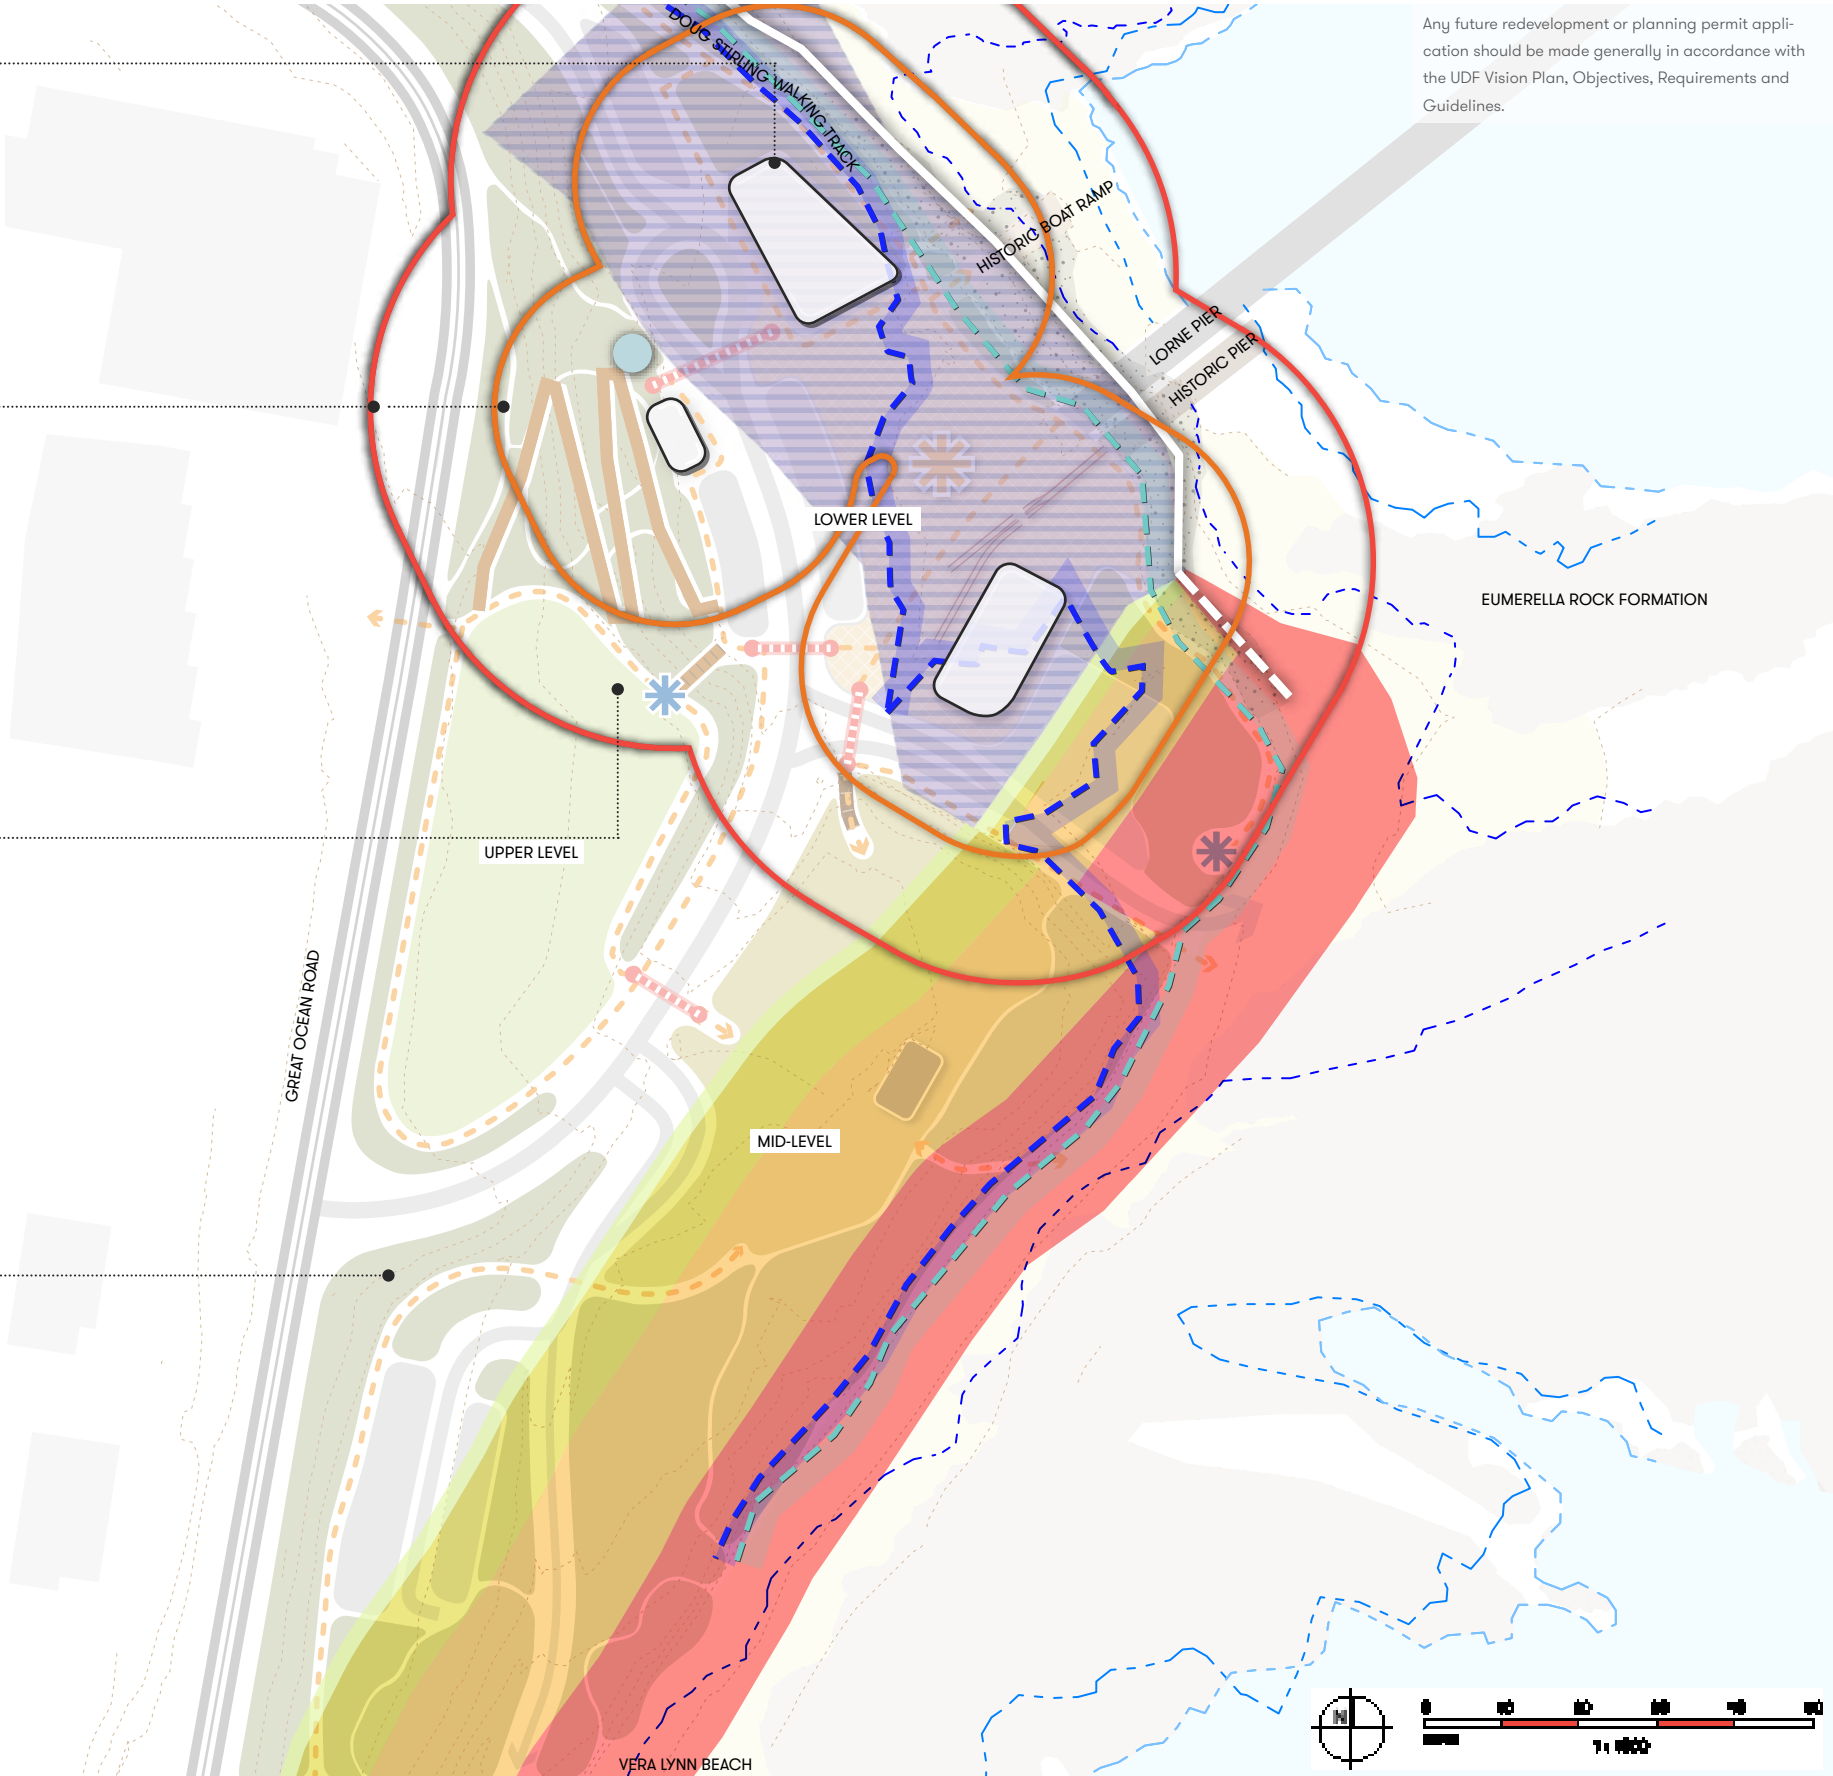 Any future redevelopment or planning permit appli-
cation should be made generally in accordance with
the UDF Vision Plan, Objectives, Requirements and
Guidelines.
DOUG STIRLING WALKING TRACK
HISTORIC BOAT RAMP
LORNE PIER
HISTORIC PIER
LOWER LEVEL
EUMERELLA ROCK FORMATION
UPPER LEVEL
GREAT OCEAN ROAD
MID-LEVEL
VERA LYNN BEACH
N
0